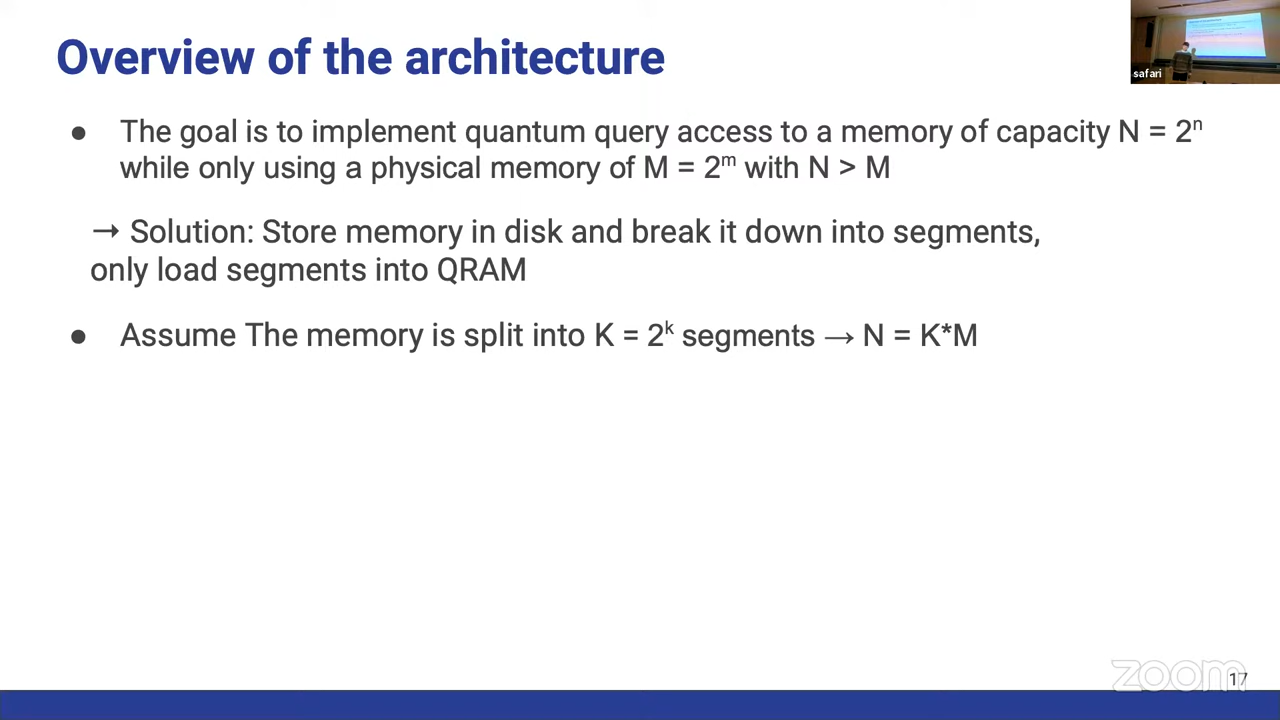 Overview of the architecture
safari
● The goal is to implement quantum query access to a memory of capacity N = 2ⁿ
while only using a physical memory of M = 2ᵐ with N > M
→ Solution: Store memory in disk and break it down into segments,
only load segments into QRAM
● Assume The memory is split into K = 2ᵏ segments → N = K*M
zoom
17